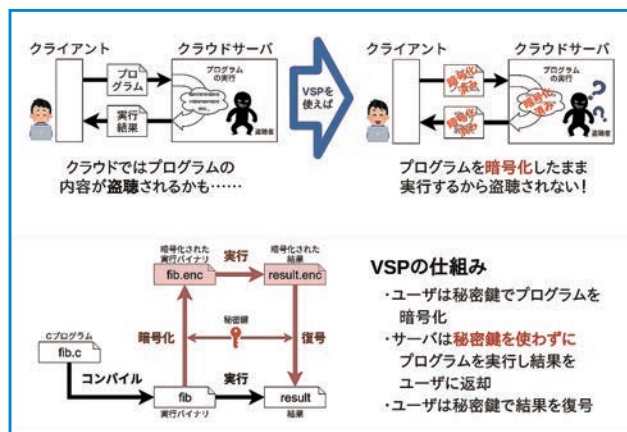 クライアント
クラウドサーバ
プログラムの
実行
プロ
グラム
実行
結果
盗聴者
クラウドではプログラムの
内容が盗聴されるかも……
VSPを
使えば
クライアント
クラウドサーバ
プログラムの
実行
暗号化
済み
暗号化
済み
暗号化
済み
盗聴者
プログラムを暗号化したまま
実行するから盗聴されない！
暗号化された
実行バイナリ
fib.enc
実行
暗号化された
結果
result.enc
暗号化
秘密鍵
復号
Cプログラム
fib.c
コンパイル
fib
実行バイナリ
実行
result
結果
VSPの仕組み
・ユーザは秘密鍵でプログラムを
暗号化
・サーバは秘密鍵を使わずに
プログラムを実行し結果を
ユーザに返却
・ユーザは秘密鍵で結果を復号